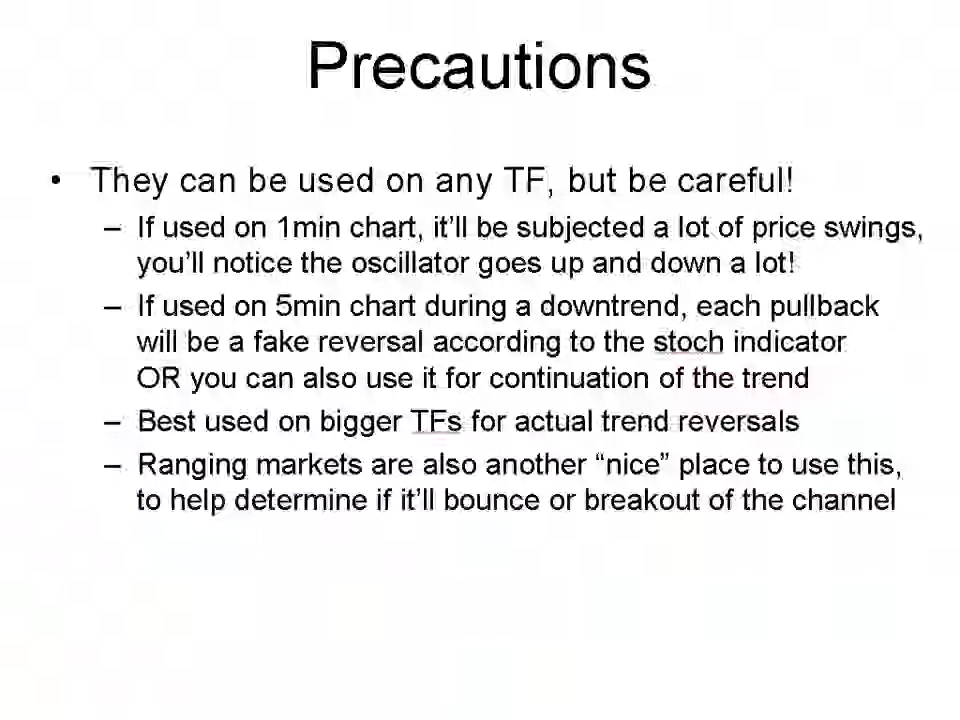 Precautions
• They can be used on any TF, but be careful!
– If used on 1min chart, it’ll be subjected a lot of price swings,
you’ll notice the oscillator goes up and down a lot!
– If used on 5min chart during a downtrend, each pullback
will be a fake reversal according to the stoch indicator
OR you can also use it for continuation of the trend
– Best used on bigger TFs for actual trend reversals
– Ranging markets are also another “nice” place to use this,
to help determine if it’ll bounce or breakout of the channel